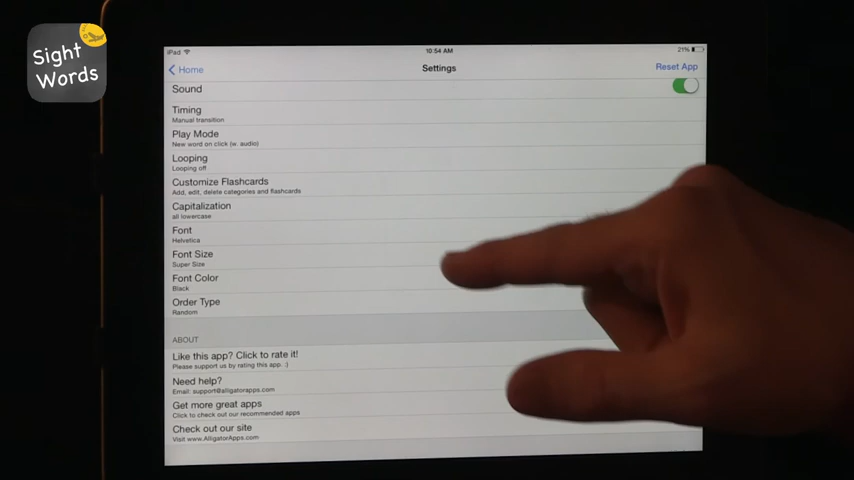 Sight
Words
iPad
10:54 AM
21%
Home
Settings
Reset App
Sound
Timing
Manual transition
Play Mode
New word on click (w. audio)
Looping
Looping off
Customize Flashcards
Add, edit, delete categories and flashcards
Capitalization
all lowercase
Font
Helvetica
Font Size
Super Size
Font Color
Black
Order Type
Random
ABOUT
Like this app? Click to rate it!
Please support us by rating this app :)
Need help?
Email: support@alligatorapps.com
Get more great apps
Click to check out our recommended apps
Check out our site
Visit www.AlligatorApps.com